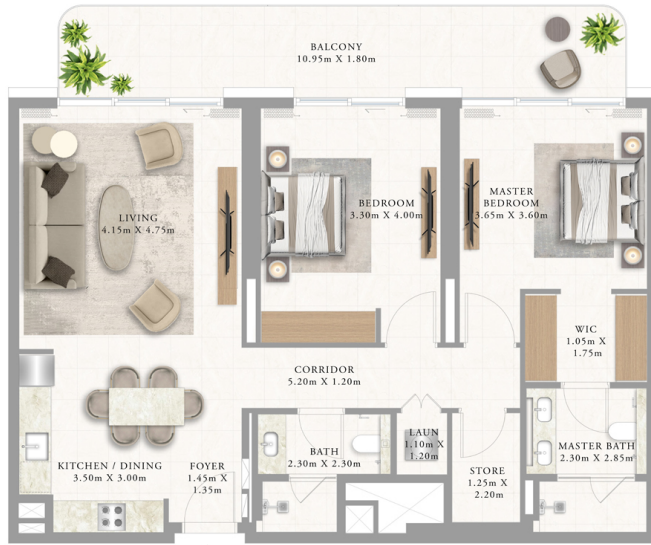 BALCONY
10.95m X 1.80m
LIVING
4.15m X 4.75m
BEDROOM
3.30m X 4.00m
MASTER
BEDROOM
3.65m X 3.60m
WIC
1.05m X
1.75m
CORRIDOR
5.20m X 1.20m
KITCHEN / DINING
3.50m X 3.00m
FOYER
1.45m X
1.35m
BATH
2.30m X 2.30m
LAUN
1.10m X
1.20m
STORE
1.25m X
2.20m
MASTER BATH
2.30m X 2.85m